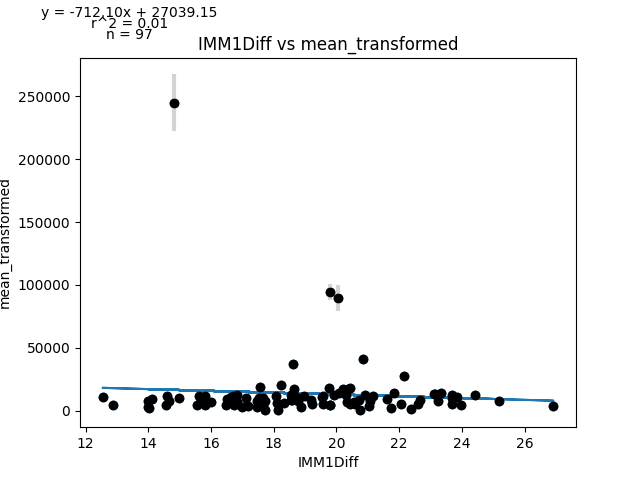 y = -712.10x + 27039.15
r^2 = 0.01
n = 97
IMM1Diff vs mean_transformed
mean_transformed
250000
200000
150000
100000
50000
0
12 14 16 18 20 22 24 26
IMM1Diff